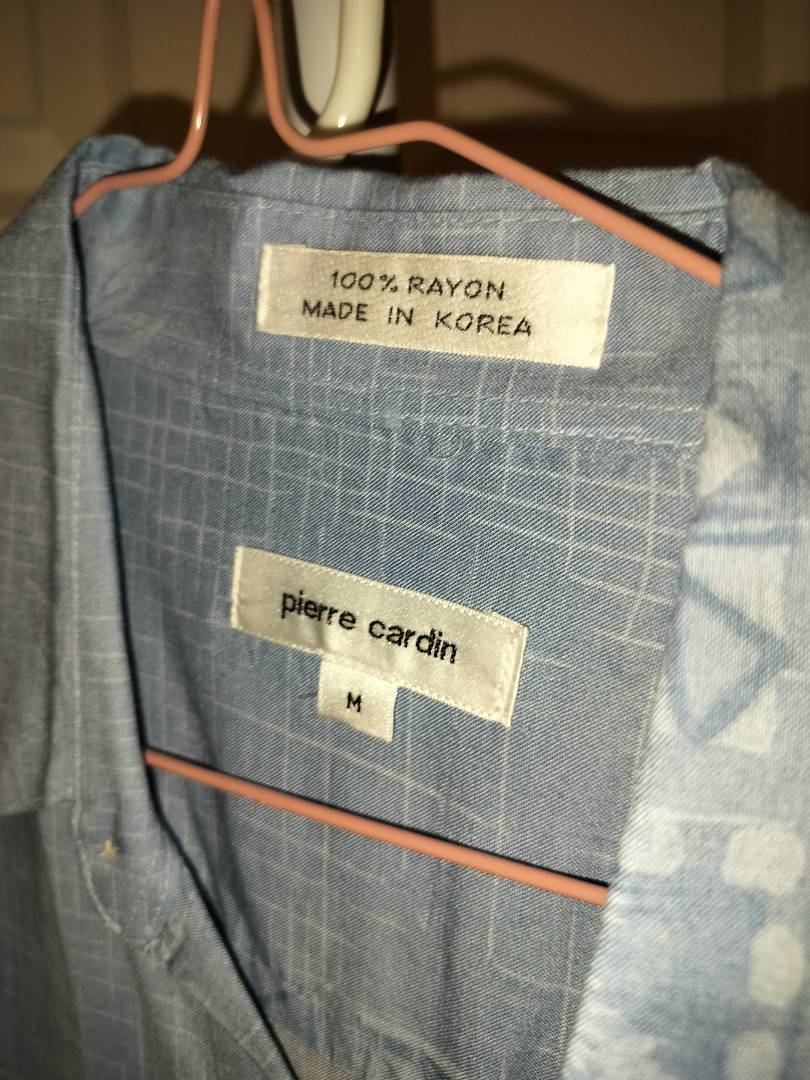 100% RAYON
MADE IN KOREA
pierre cardin
M